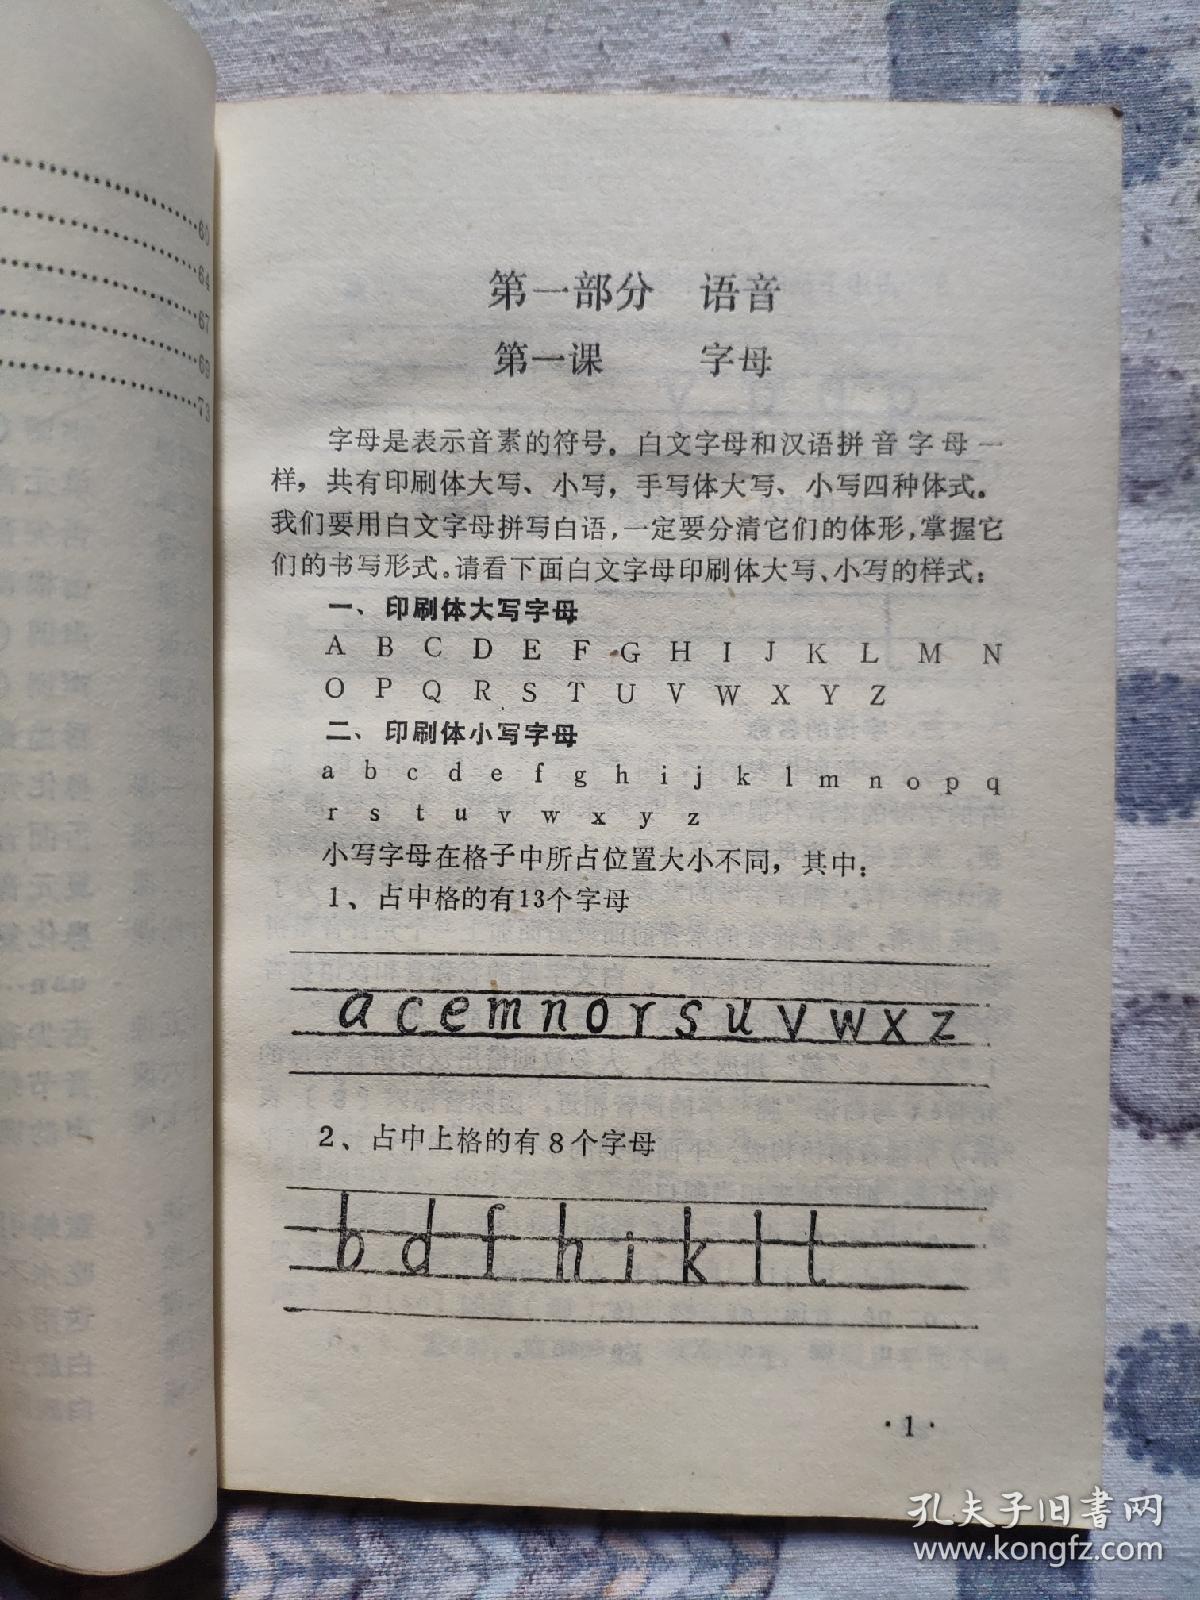 60
64
67
69
73
第一部分 语音
第一课 字母
字母是表示音素的符号。白文字母和汉语拼音字母一
样，共有印刷体大写、小写，手写体大写、小写四种体式。
我们要用白文字母拼写白语，一定要分清它们的体形，掌握它
们的书写形式。请看下面白文字母印刷体大写、小写的样式：
一、印刷体大写字母
A B C D E F G H I J K L M N
O P Q R S T U V W X Y Z
二、印刷体小写字母
a b c d e f g h i j k l m n o p q
r s t u v w x y z
小写字母在格子中所占位置大小不同，其中：
1、占中格的有13个字母
a c e m n o r s u v w x z
2、占中上格的有8个字母
b d f h i k l t
·1·
孔夫子旧书网
www.kongfz.com